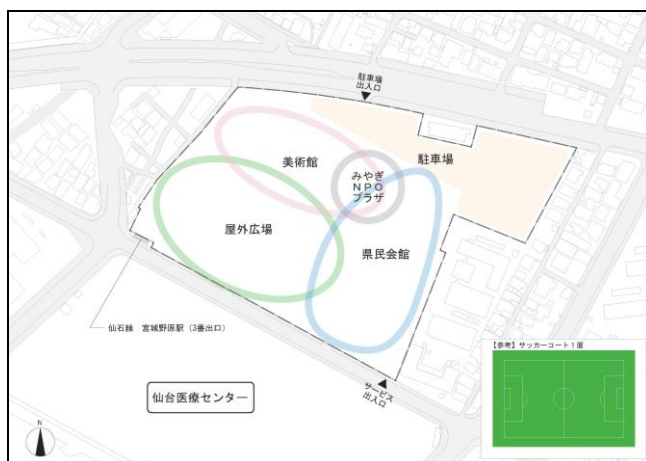 駐車場
出入口
美術館
駐車場
みやぎ
NPO
プラザ
屋外広場
県民会館
仙石線 宮城野原駅（3番出口）
【参考】サッカーコート1面
サービス
出入口
仙台医療センター
N